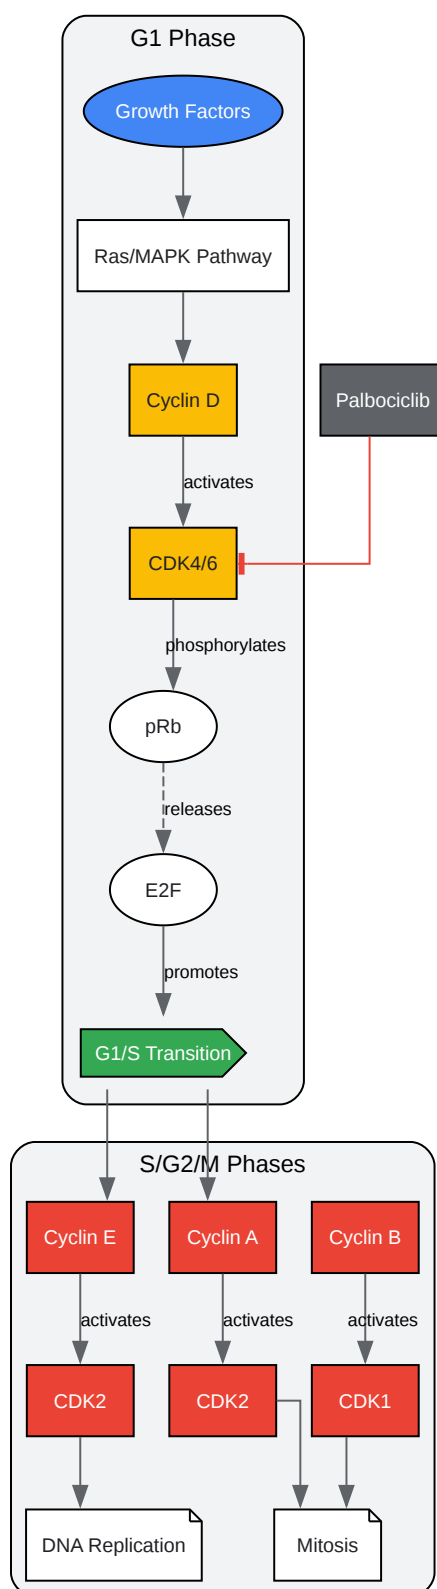 G1 Phase
Growth Factors
Ras/MAPK Pathway
Cyclin D
Palbociclib
activates
CDK4/6
phosphorylates
pRb
releases
E2F
promotes
G1/S Transition
S/G2/M Phases
Cyclin E
Cyclin A
Cyclin B
activates
activates
activates
CDK2
CDK2
CDK1
DNA Replication
Mitosis